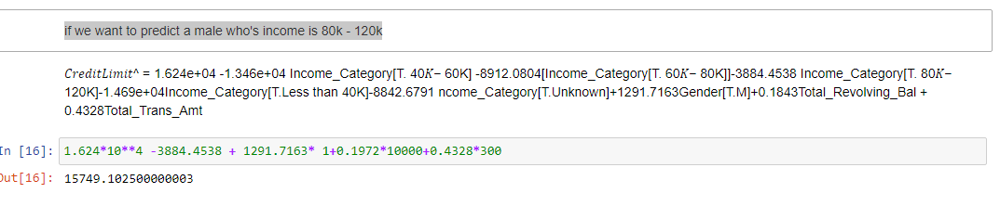 if we want to predict a male who's income is 80k - 120k
CreditLimit^ = 1.624e+04 -1.346e+04 Income_Category[T. 40K− 60K] -8912.0804[Income_Category[T. 60K− 80K]]-3884.4538 Income_Category[T. 80K−
120K]-1.469e+04Income_Category[T.Less than 40K]-8842.6791 ncome_Category[T.Unknown]+1291.7163Gender[T.M]+0.1843Total_Revolving_Bal +
0.4328Total_Trans_Amt
In [16]: 1.624*10**4 -3884.4538 + 1291.7163* 1+0.1972*10000+0.4328*300
Out[16]: 15749.102500000003